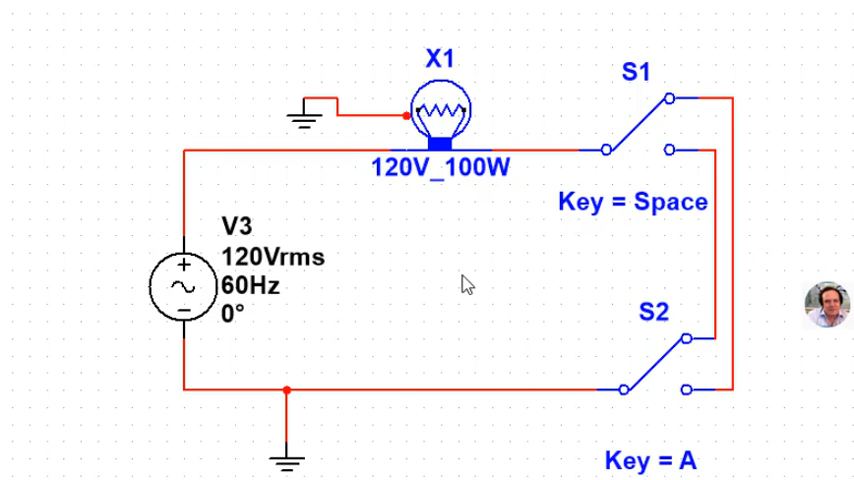 X1
S1
120V_100W
Key = Space
V3
120Vrms
60Hz
0°
S2
Key = A